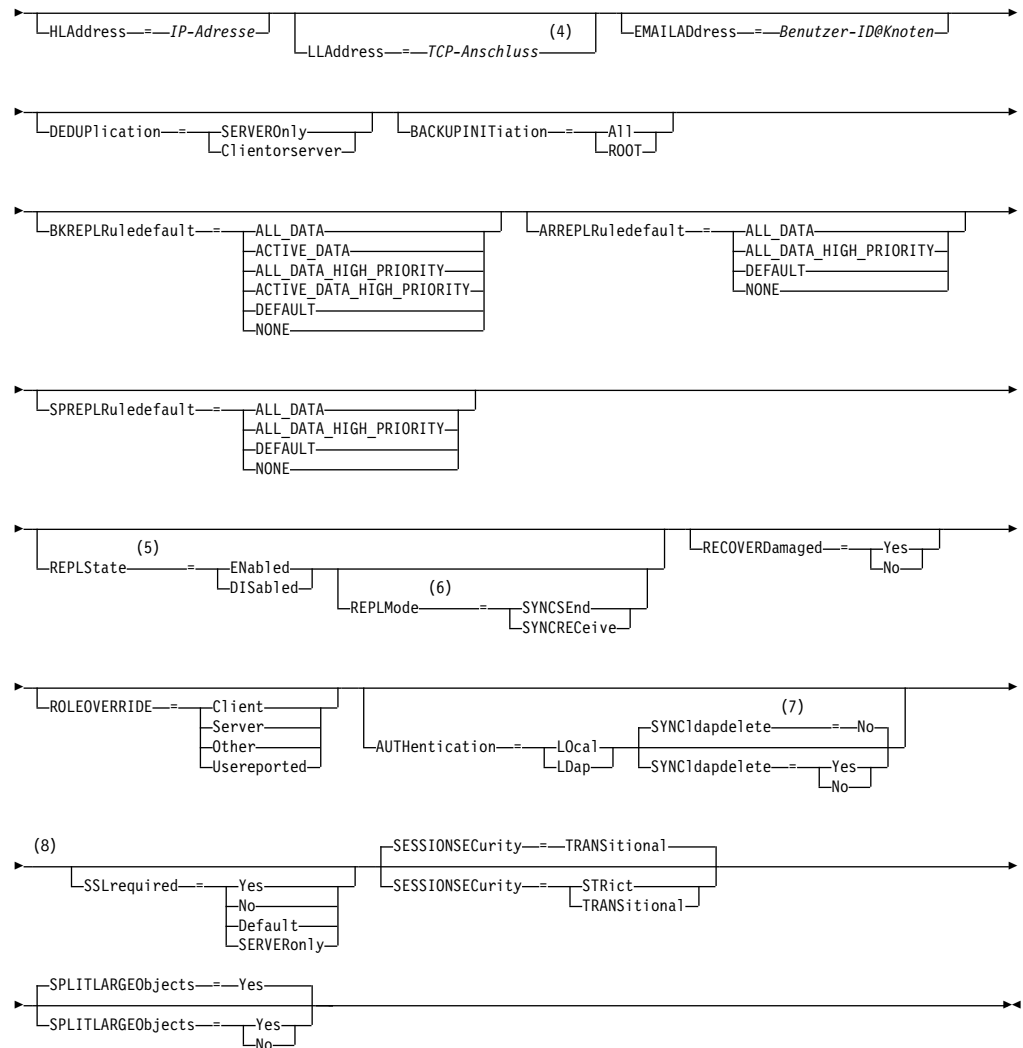 HLAddress = IP-Adresse
(4)
LLAddress = TCP-Anschluss
EMAILADdress = Benutzer-ID@Knoten
DEDUPlication = SERVEROnly
Clientorserver
BACKUPINITiation = All
ROOT
BKREPLRuledefault = ALL_DATA
ACTIVE_DATA
ALL_DATA_HIGH_PRIORITY
ACTIVE_DATA_HIGH_PRIORITY
DEFAULT
NONE
ARREPLRuledefault = ALL_DATA
ALL_DATA_HIGH_PRIORITY
DEFAULT
NONE
SPREPLRuledefault = ALL_DATA
ALL_DATA_HIGH_PRIORITY
DEFAULT
NONE
(5)
REPLState = ENabled
DISabled
(6)
REPLMode = SYNCSEnd
SYNCRECeive
RECOVERDamaged = Yes
No
ROLEOVERRIDE = Client
Server
Other
Usereported
AUTHentication = LOcal
LDap
(7)
SYNCldapdelete = No
SYNCldapdelete = Yes
No
(8)
SSLrequired = Yes
No
Default
SERVERonly
SESSIONSECurity = TRANSitional
SESSIONSECurity = STRict
TRANSitional
SPLITLARGEObjects = Yes
SPLITLARGEObjects = Yes
No